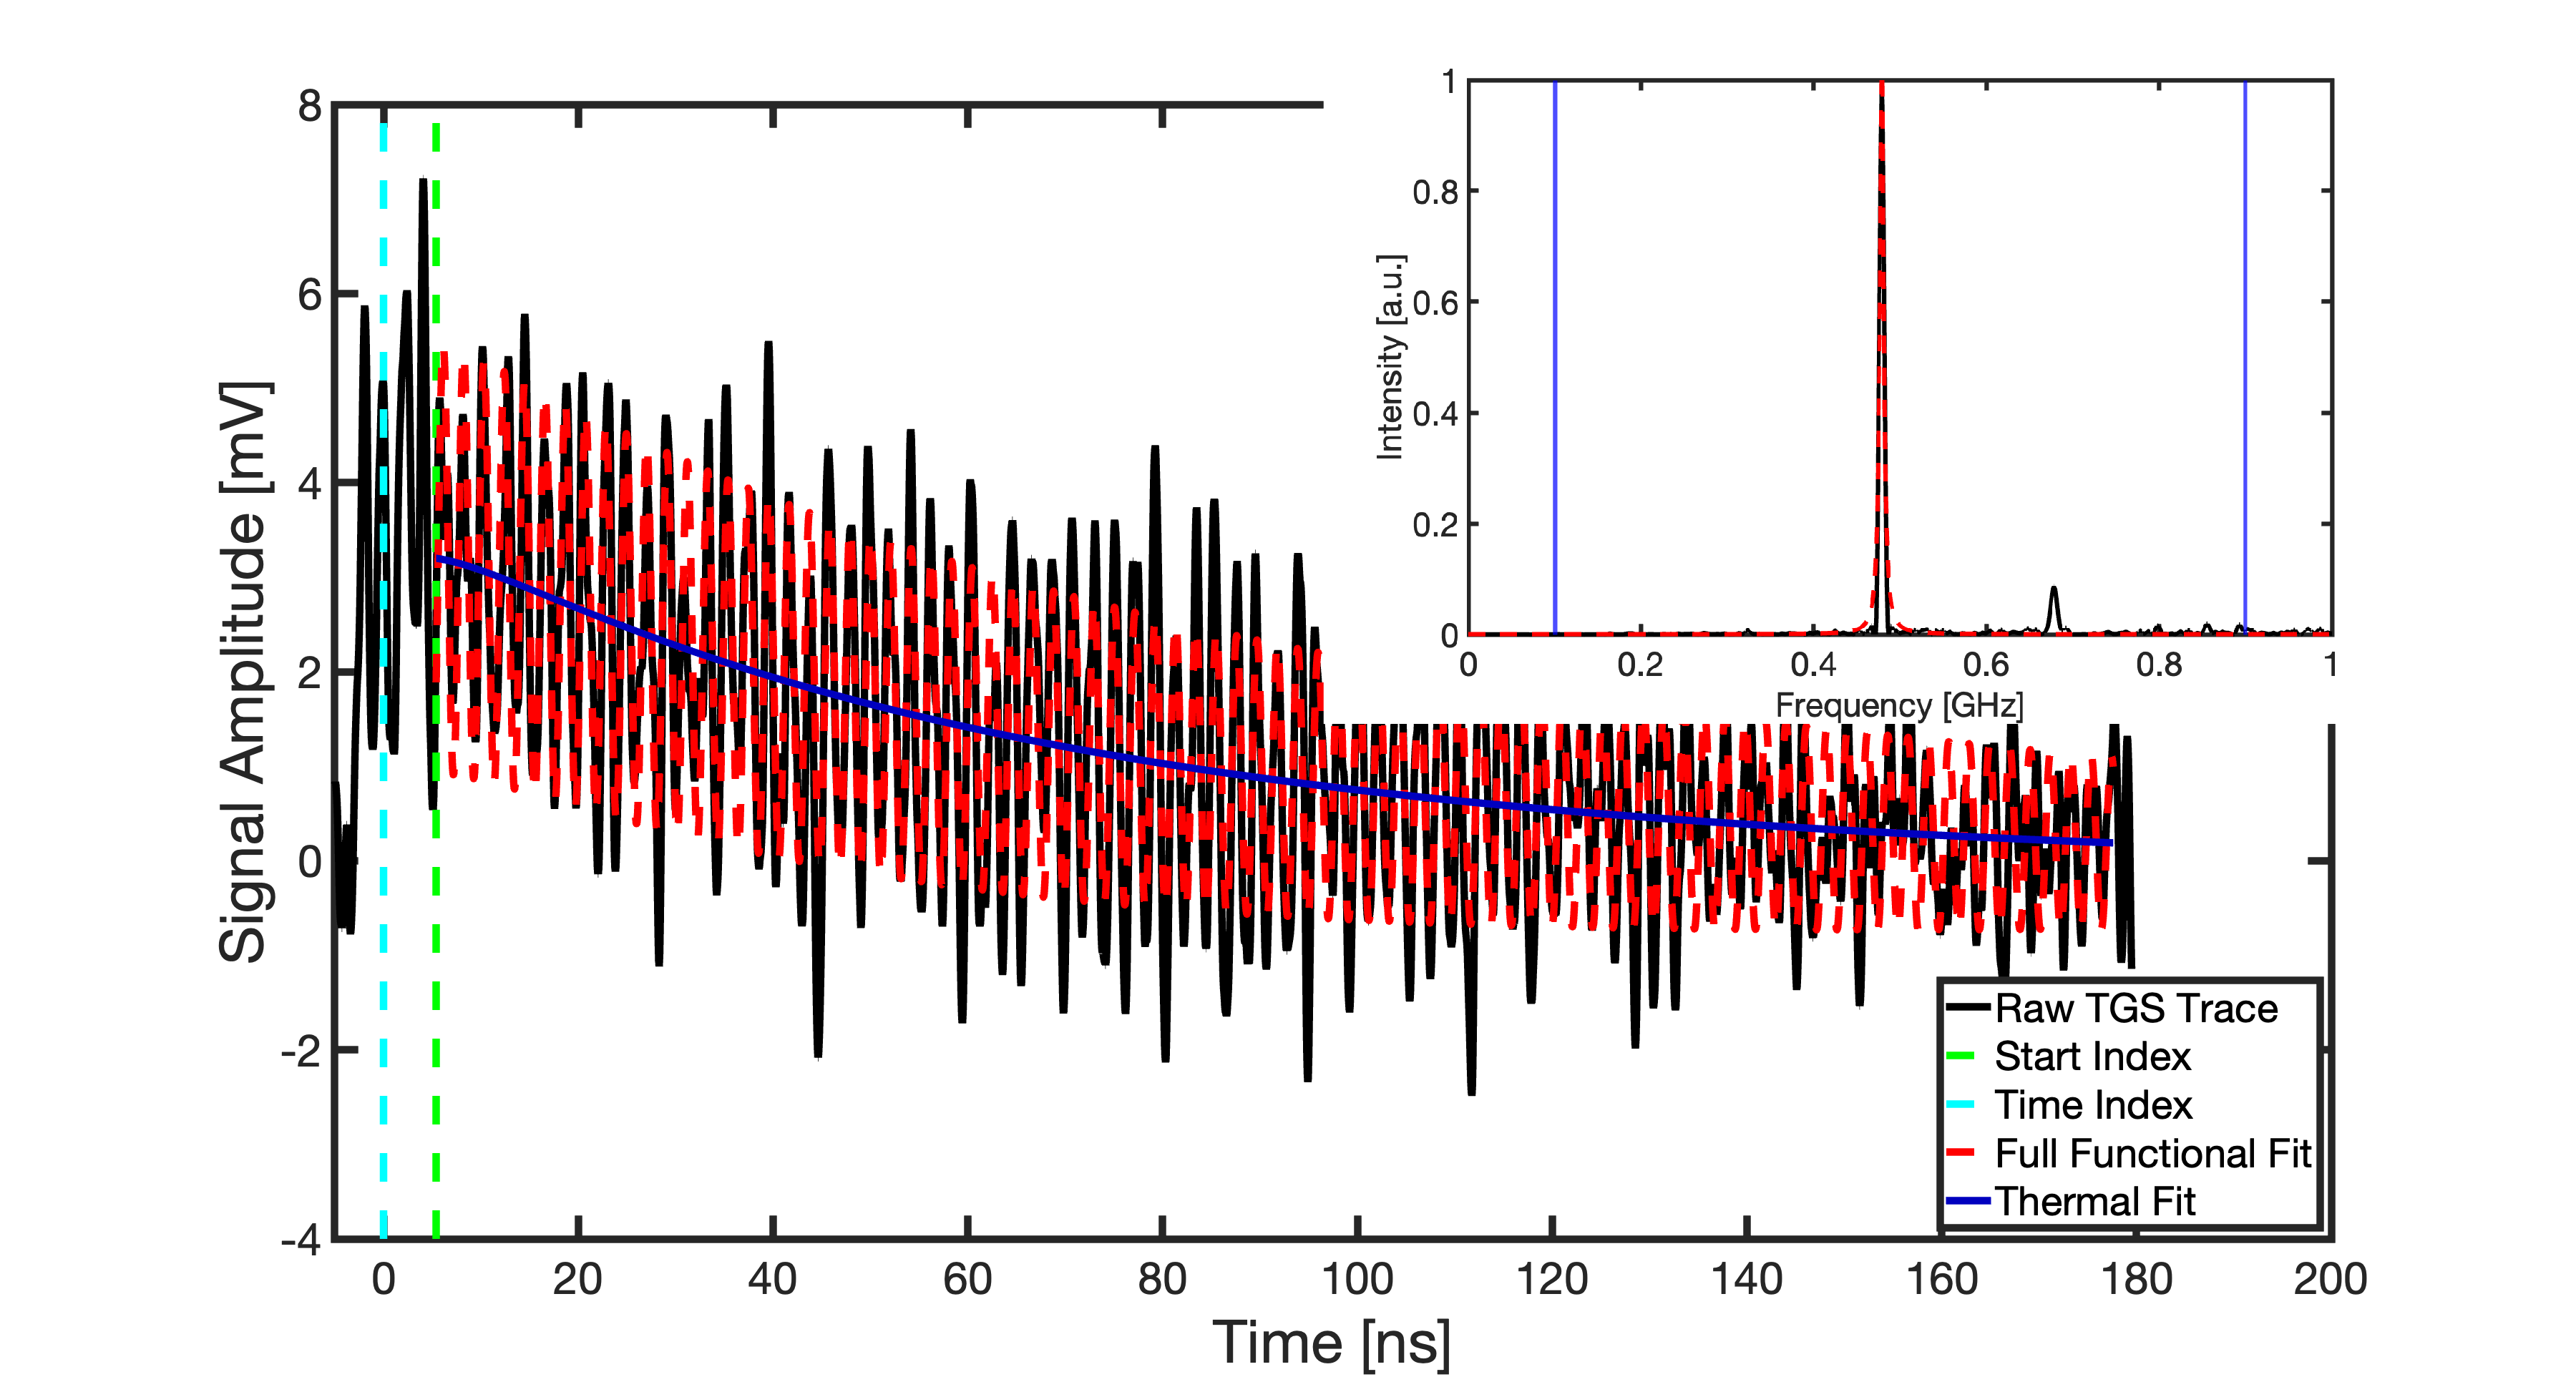 8
6
4
2
0
-2
-4
Signal Amplitude [mV]
0 20 40 60 80 100 120 140 160 180 200
Time [ns]
1
0.8
0.6
0.4
0.2
0
Intensity [a.u.]
0 0.2 0.4 0.6 0.8 1
Frequency [GHz]
Raw TGS Trace
Start Index
Time Index
Full Functional Fit
Thermal Fit